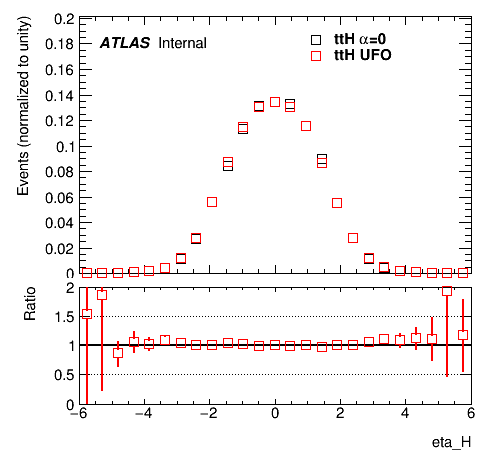 0.2
ATLAS Internal
ttH α=0
ttH UFO
0.18
0.16
0.14
0.12
0.1
0.08
0.06
0.04
0.02
0
Events (normalized to unity)
2
1.5
1
0.5
0
Ratio
−6 −4 −2 0 2 4 6
eta_H